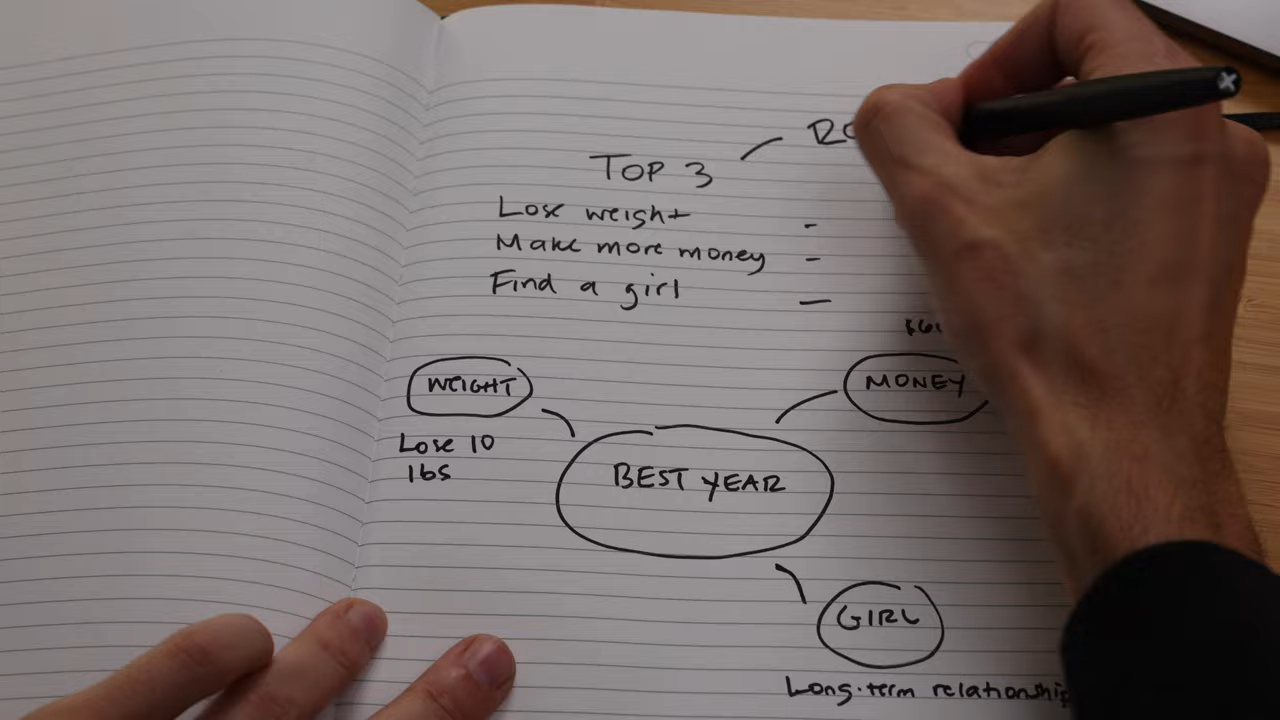 TOP 3
Lose weight -
Make more money -
Find a girl -
WEIGHT
Lose 10
lbs
MONEY
BEST YEAR
GIRL
Long-term relationship